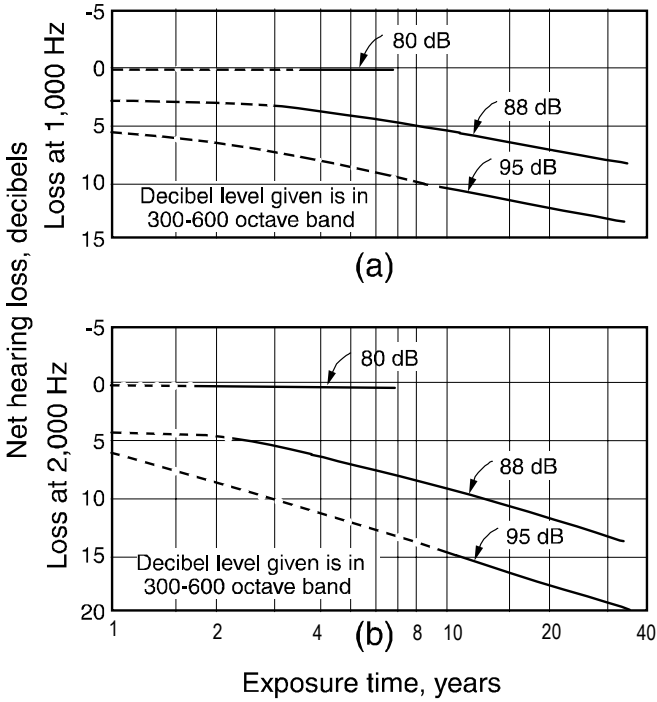 Net hearing loss, decibels
Loss at 1,000 Hz
-5
0
5
10
15
80 dB
88 dB
95 dB
Decibel level given is in
300-600 octave band
(a)
Loss at 2,000 Hz
-5
0
5
10
15
20
80 dB
88 dB
95 dB
Decibel level given is in
300-600 octave band
1 2 4 8 10 20 40
(b)
Exposure time, years